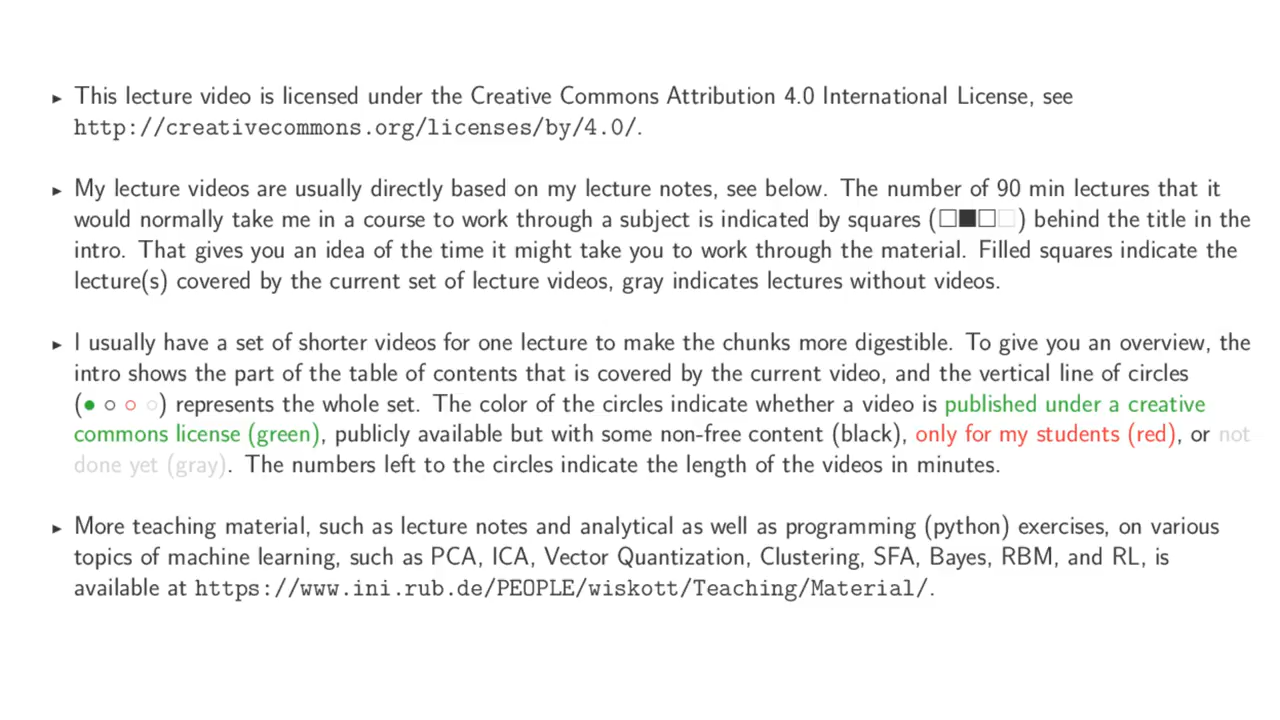 ▸ This lecture video is licensed under the Creative Commons Attribution 4.0 International License, see
http://creativecommons.org/licenses/by/4.0/.
▸ My lecture videos are usually directly based on my lecture notes, see below. The number of 90 min lectures that it
would normally take me in a course to work through a subject is indicated by squares (□■□□) behind the title in the
intro. That gives you an idea of the time it might take you to work through the material. Filled squares indicate the
lecture(s) covered by the current set of lecture videos, gray indicates lectures without videos.
▸ I usually have a set of shorter videos for one lecture to make the chunks more digestible. To give you an overview, the
intro shows the part of the table of contents that is covered by the current video, and the vertical line of circles
(● ○ ○ ○) represents the whole set. The color of the circles indicate whether a video is published under a creative
commons license (green), publicly available but with some non-free content (black), only for my students (red), or not
done yet (gray). The numbers left to the circles indicate the length of the videos in minutes.
▸ More teaching material, such as lecture notes and analytical as well as programming (python) exercises, on various
topics of machine learning, such as PCA, ICA, Vector Quantization, Clustering, SFA, Bayes, RBM, and RL, is
available at https://www.ini.rub.de/PEOPLE/wiskott/Teaching/Material/.